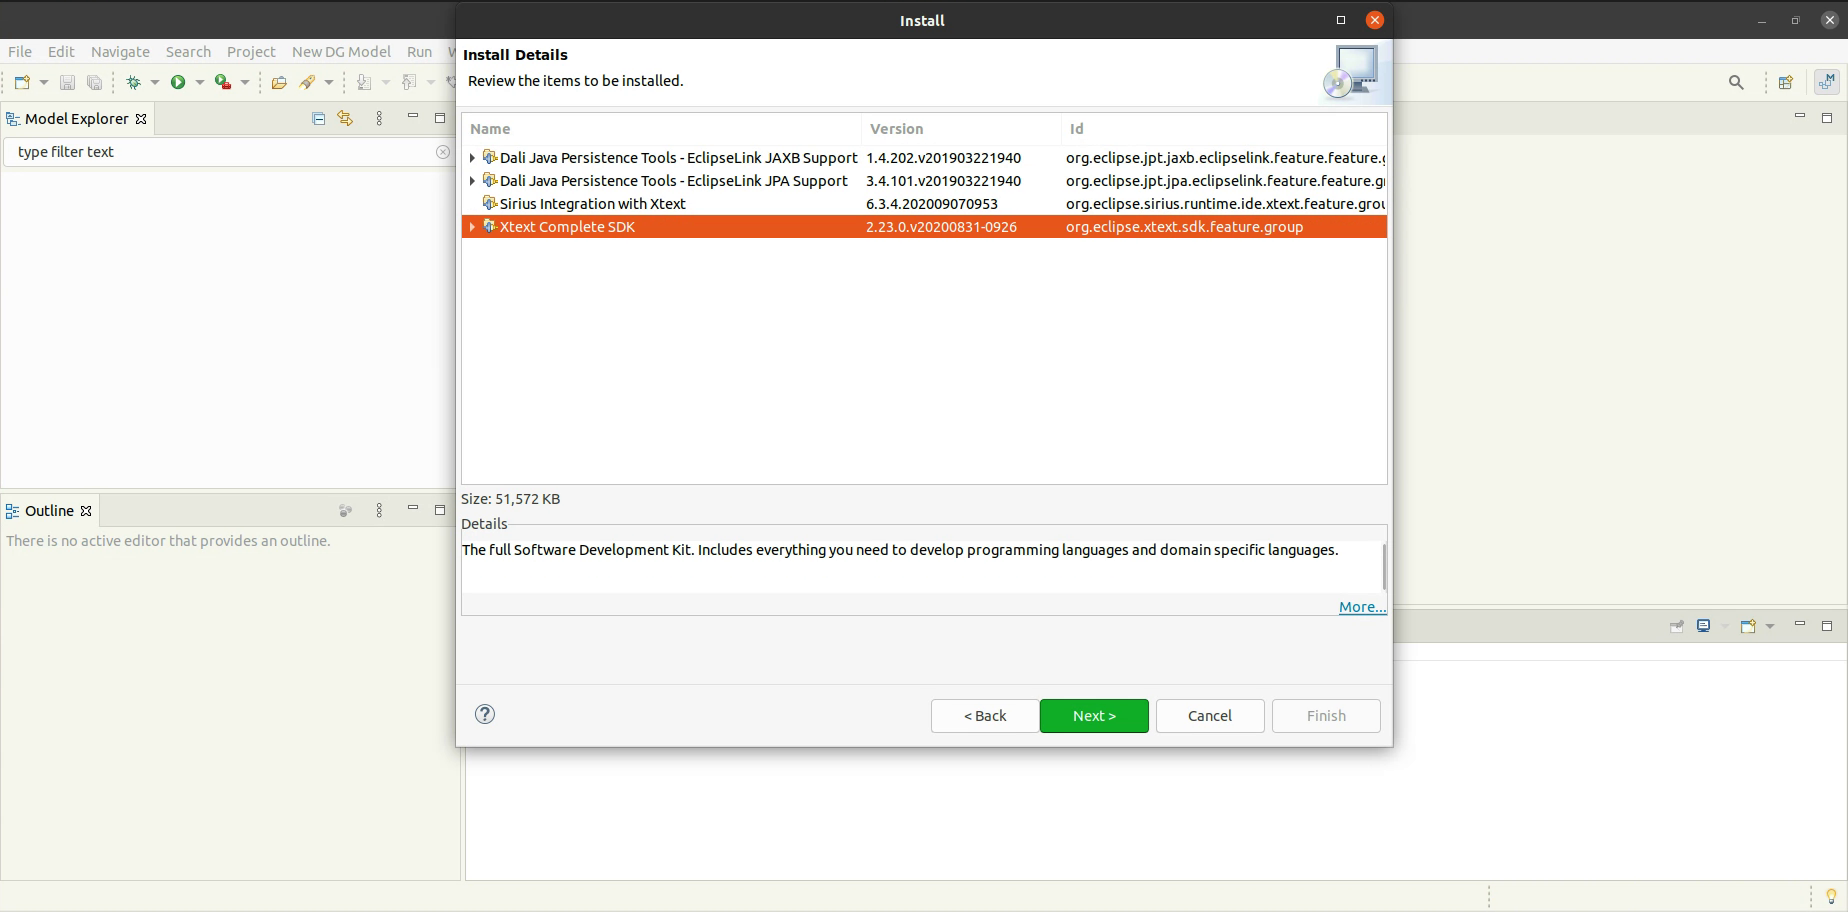 Install
File Edit Navigate Search Project New DG Model Run
Install Details
Review the items to be installed.
Model Explorer
type filter text
Name Version Id
Dali Java Persistence Tools - EclipseLink JAXB Support 1.4.202.v201903221940 org.eclipse.jpt.jaxb.eclipselink.feature.feature.g
Dali Java Persistence Tools - EclipseLink JPA Support 3.4.101.v201903221940 org.eclipse.jpt.jpa.eclipselink.feature.feature.g
Sirius Integration with Xtext 6.3.4.202009070953 org.eclipse.sirius.runtime.ide.xtext.feature.grou
Xtext Complete SDK 2.23.0.v20200831-0926 org.eclipse.xtext.sdk.feature.group
Size: 51,572 KB
Outline
Details
There is no active editor that provides an outline.
The full Software Development Kit. Includes everything you need to develop programming languages and domain specific languages.
More...
< Back Next > Cancel Finish